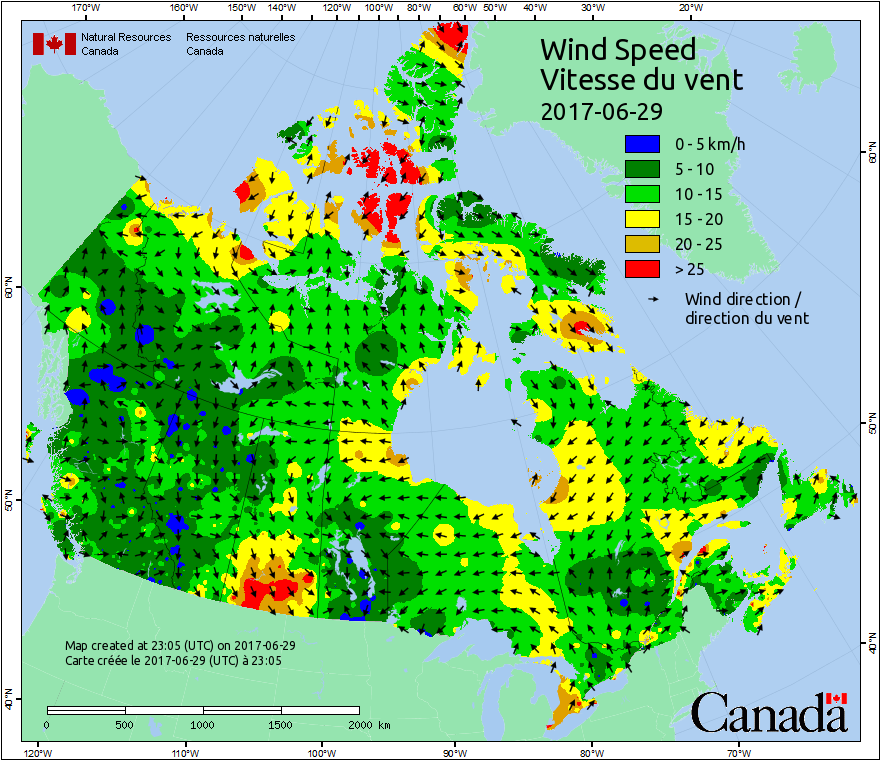 170°W 160°W 150°W 140°W 130°W 120°W 110°W 100°W 90°W 80°W 70°W 60°W 50°W 40°W 30°W 20°W
Natural Resources Ressources naturelles
Canada Canada
Wind Speed
Vitesse du vent
2017-06-29
0 - 5 km/h
5 - 10
10 - 15
15 - 20
20 - 25
> 25
Wind direction /
direction du vent
60°N
60°N
50°N
50°N
40°N
40°N
Map created at 23:05 (UTC) on 2017-06-29
Carte créée le 2017-06-29 (UTC) à 23:05
0 500 1000 1500 2000 km
Canada
120°W 110°W 100°W 90°W 80°W 70°W